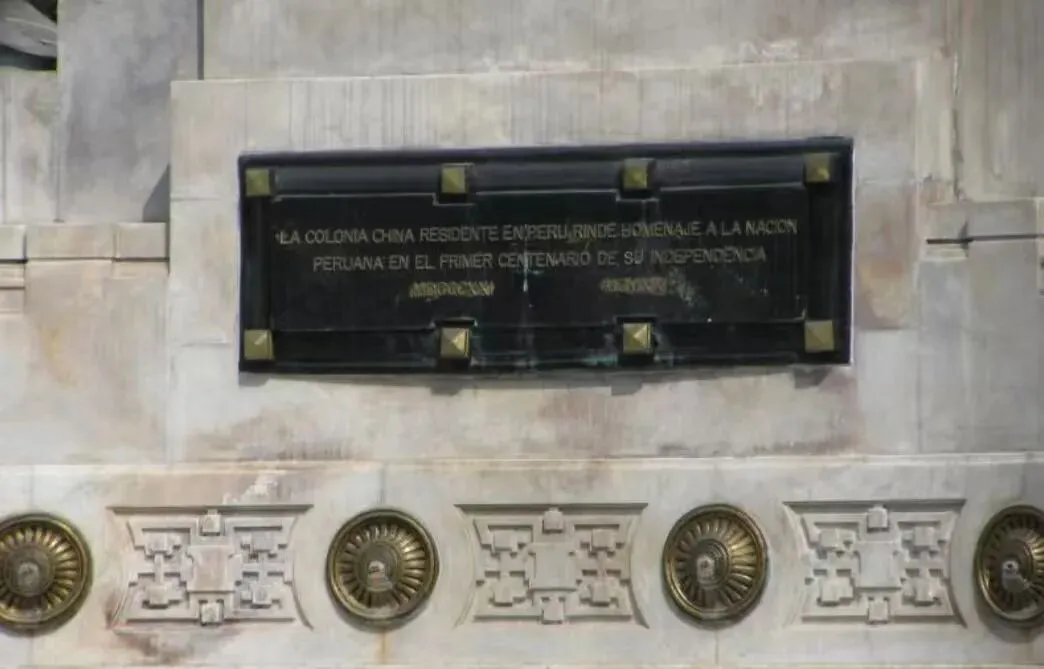 LA COLONIA CHINA RESIDENTE EN PERU RINDE HOMENAJE A LA NACION
PERUANA EN EL PRIMER CENTENARIO DE SU INDEPENDENCIA